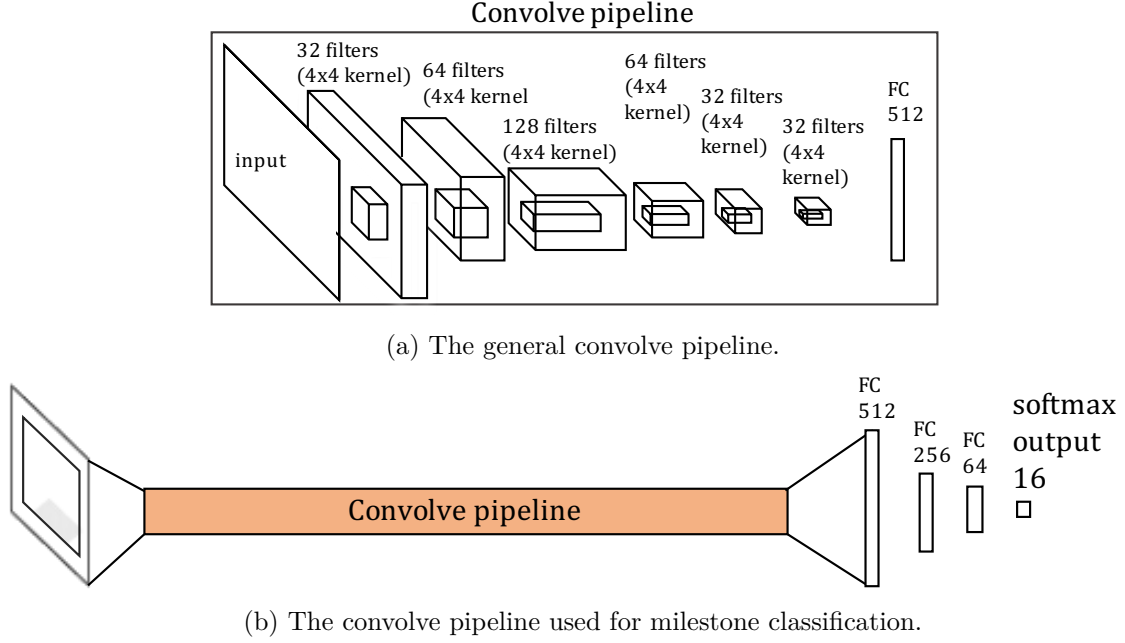 Convolve pipeline
32 filters
(4x4 kernel)
64 filters
(4x4 kernel
128 filters
(4x4 kernel)
64 filters
(4x4
kernel)
32 filters
(4x4
kernel)
32 filters
(4x4
kernel)
FC
512
input
(a) The general convolve pipeline.
FC
512
FC
256
FC
64
softmax
output
16
Convolve pipeline
(b) The convolve pipeline used for milestone classification.